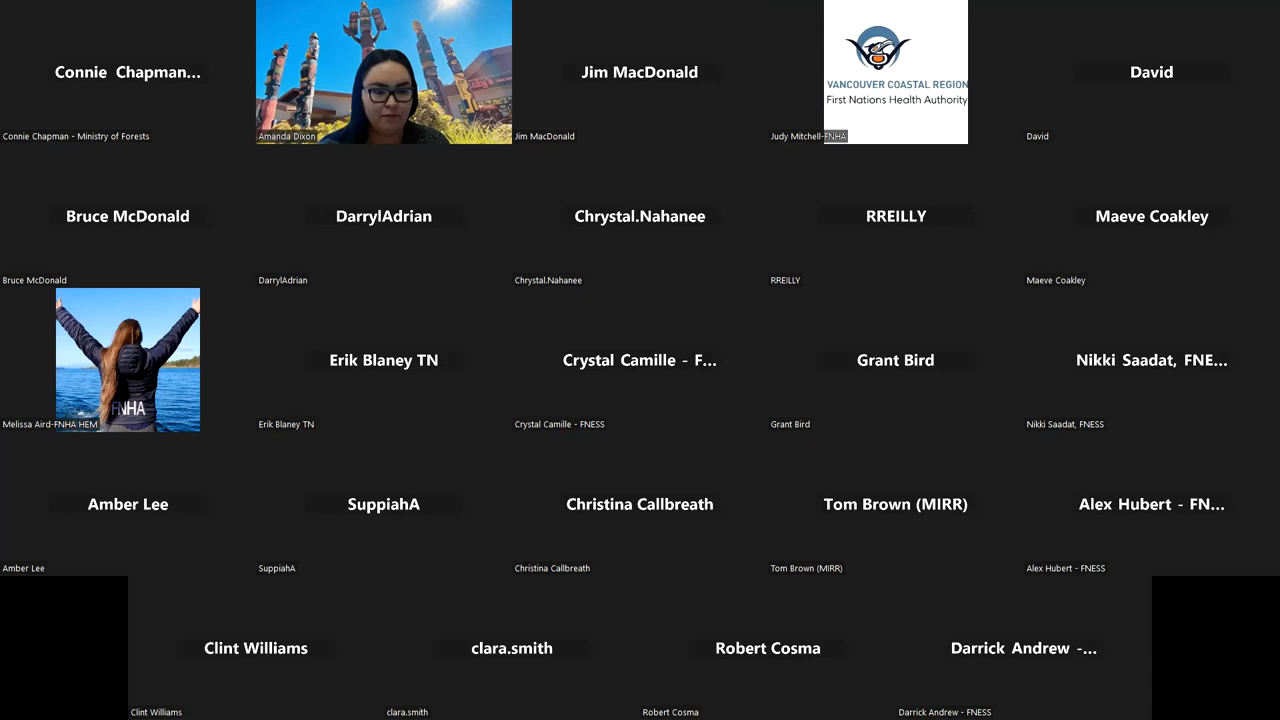 Connie Chapman...
Connie Chapman - Ministry of Forests
Amanda Dixon
Jim MacDonald
Jim MacDonald
VANCOUVER COASTAL REGION
First Nations Health Authority
Judy Mitchell-FNHA
David
David
Bruce McDonald
Bruce McDonald
DarrylAdrian
DarrylAdrian
Chrystal.Nahanee
Chrystal.Nahanee
RREILLY
RREILLY
Maeve Coakley
Maeve Coakley
FNHA
Melissa Aird-FNHA HEM
Erik Blaney TN
Erik Blaney TN
Crystal Camille - F...
Crystal Camille - FNESS
Grant Bird
Grant Bird
Nikki Saadat, FNE...
Nikki Saadat, FNESS
Amber Lee
Amber Lee
SuppiahA
SuppiahA
Christina Callbreath
Christina Callbreath
Tom Brown (MIRR)
Tom Brown (MIRR)
Alex Hubert - FN...
Alex Hubert - FNESS
Clint Williams
Clint Williams
clara.smith
clara.smith
Robert Cosma
Robert Cosma
Darrick Andrew -...
Darrick Andrew - FNESS